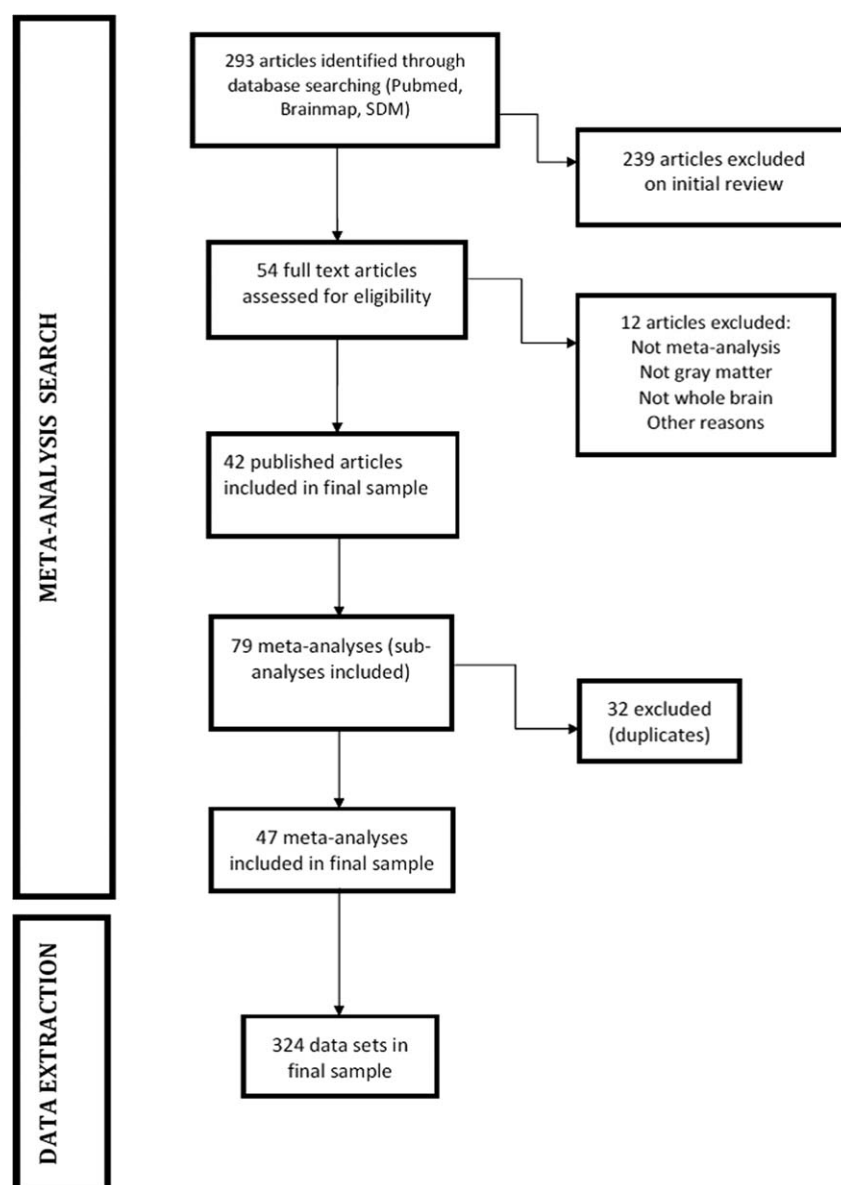 META-ANALYSIS SEARCH
293 articles identified through
database searching (Pubmed,
Brainmap, SDM)
239 articles excluded
on initial review
54 full text articles
assessed for eligibility
12 articles excluded:
Not meta-analysis
Not gray matter
Not whole brain
Other reasons
42 published articles
included in final sample
79 meta-analyses (sub-
analyses included)
32 excluded
(duplicates)
47 meta-analyses
included in final sample
DATA EXTRACTION
324 data sets in
final sample